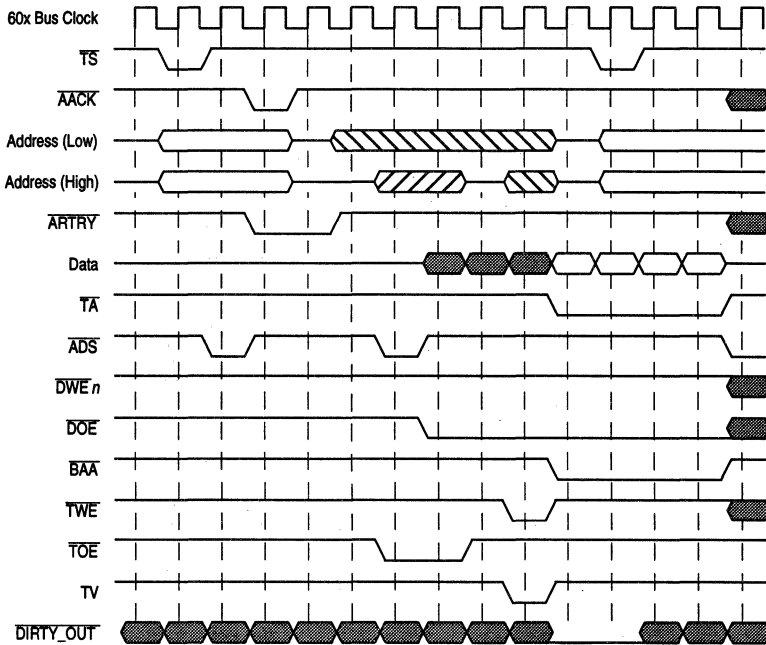 60x Bus Clock
TS
AACK
Address (Low)
Address (High)
ARTRY
Data
TA
ADS
DWE n
DOE
BAA
TWE
TOE
TV
DIRTY_OUT